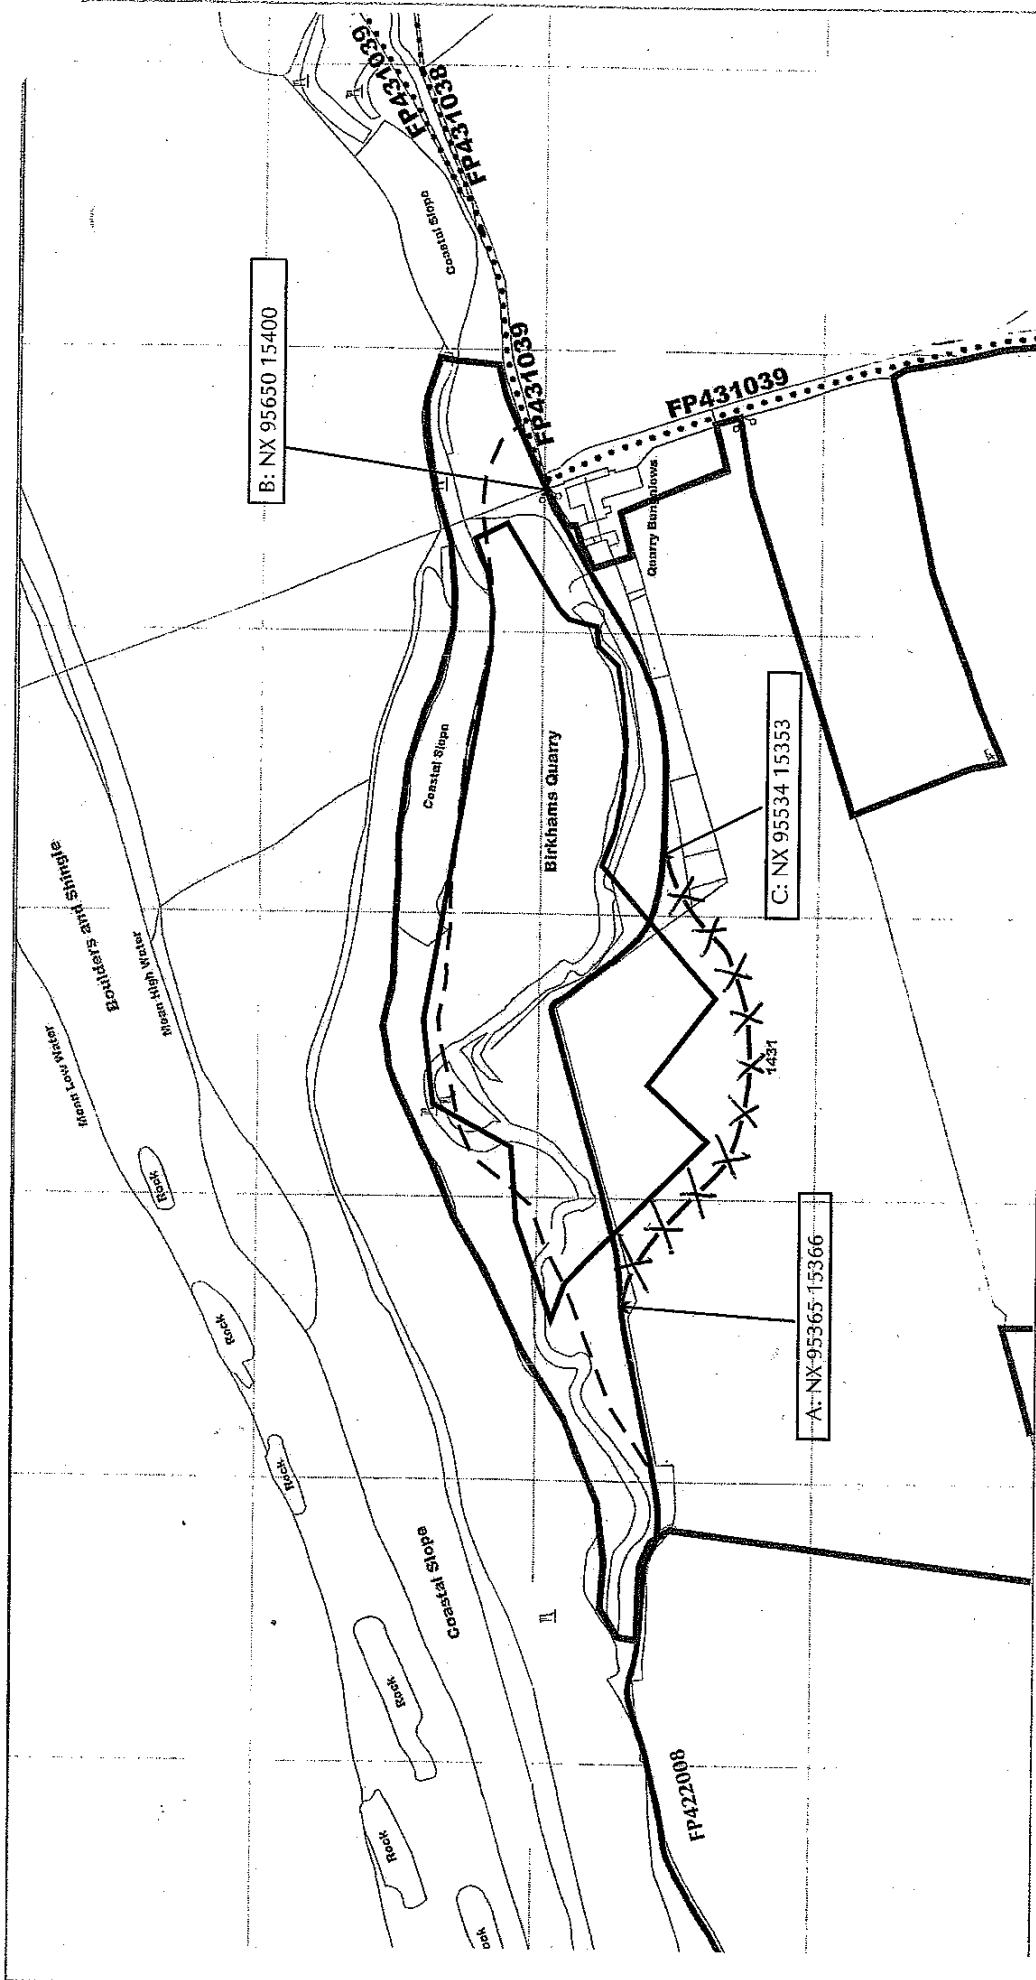 FP431039
FP431039
FP431038
Coastal Slope
B: NX 95650 15400
FP431039
FP431039
Quarry Bungalows
Coastal Slope
Birkhams Quarry
C: NX 95534 15353
Boulders and Shingle
Mean High Water
Mean Low Water
1431
Rock
A: NX 95365 15366
Rock
Rock
Coastal Slope
Rock
Rock
FP422008